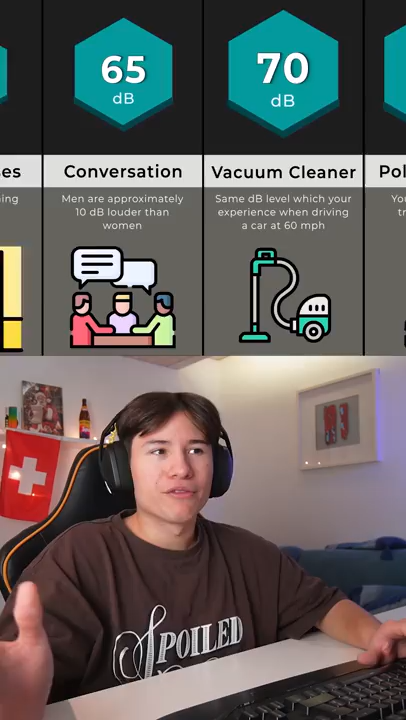 65
dB
70
dB
Conversation
Vacuum Cleaner
Men are approximately
10 dB louder than
women
Same dB level which your
experience when driving
a car at 60 mph
SPOILED